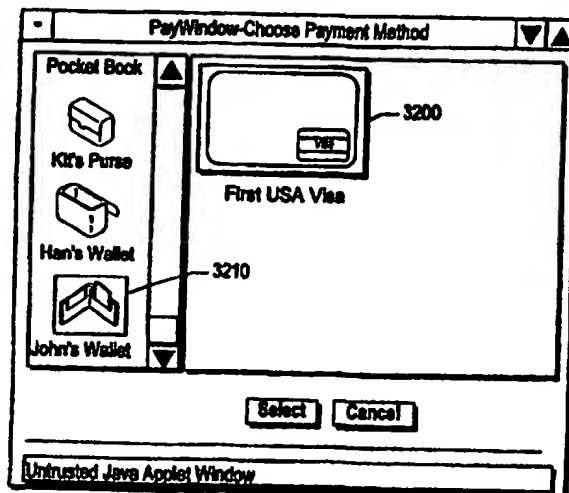 PayWindow-Choose Payment Method
Pocket Book
Kit's Purse
Han's Wallet
John's Wallet
3210
VISA
3200
First USA Visa
Select
Cancel
Untrusted Java Applet Window